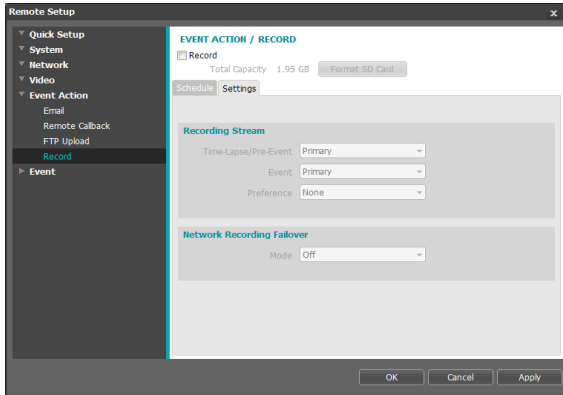 Remote Setup x
Quick Setup
System
Network
Video
Event Action
Email
Remote Callback
FTP Upload
Record
Event
EVENT ACTION / RECORD
Record
Total Capacity 1.95 GB Format SD Card
Schedule Settings
Recording Stream
Time-Lapse/Pre-Event Primary
Event Primary
Preference None
Network Recording Failover
Mode Off
OK Cancel Apply